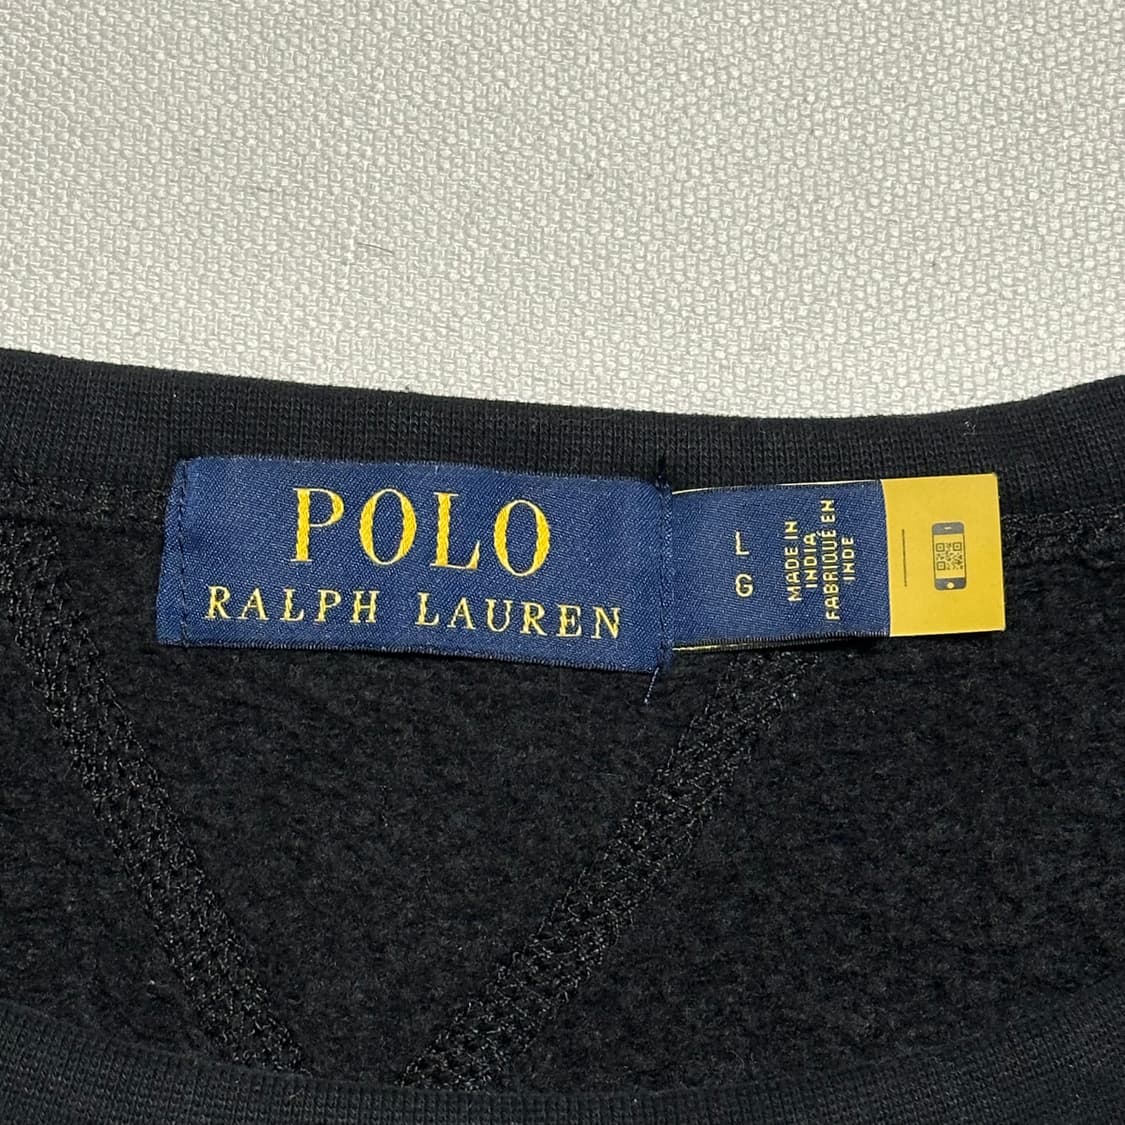 POLO
RALPH LAUREN
L
G
MADE IN
INDIA
FABRIQUÉ EN
INDE